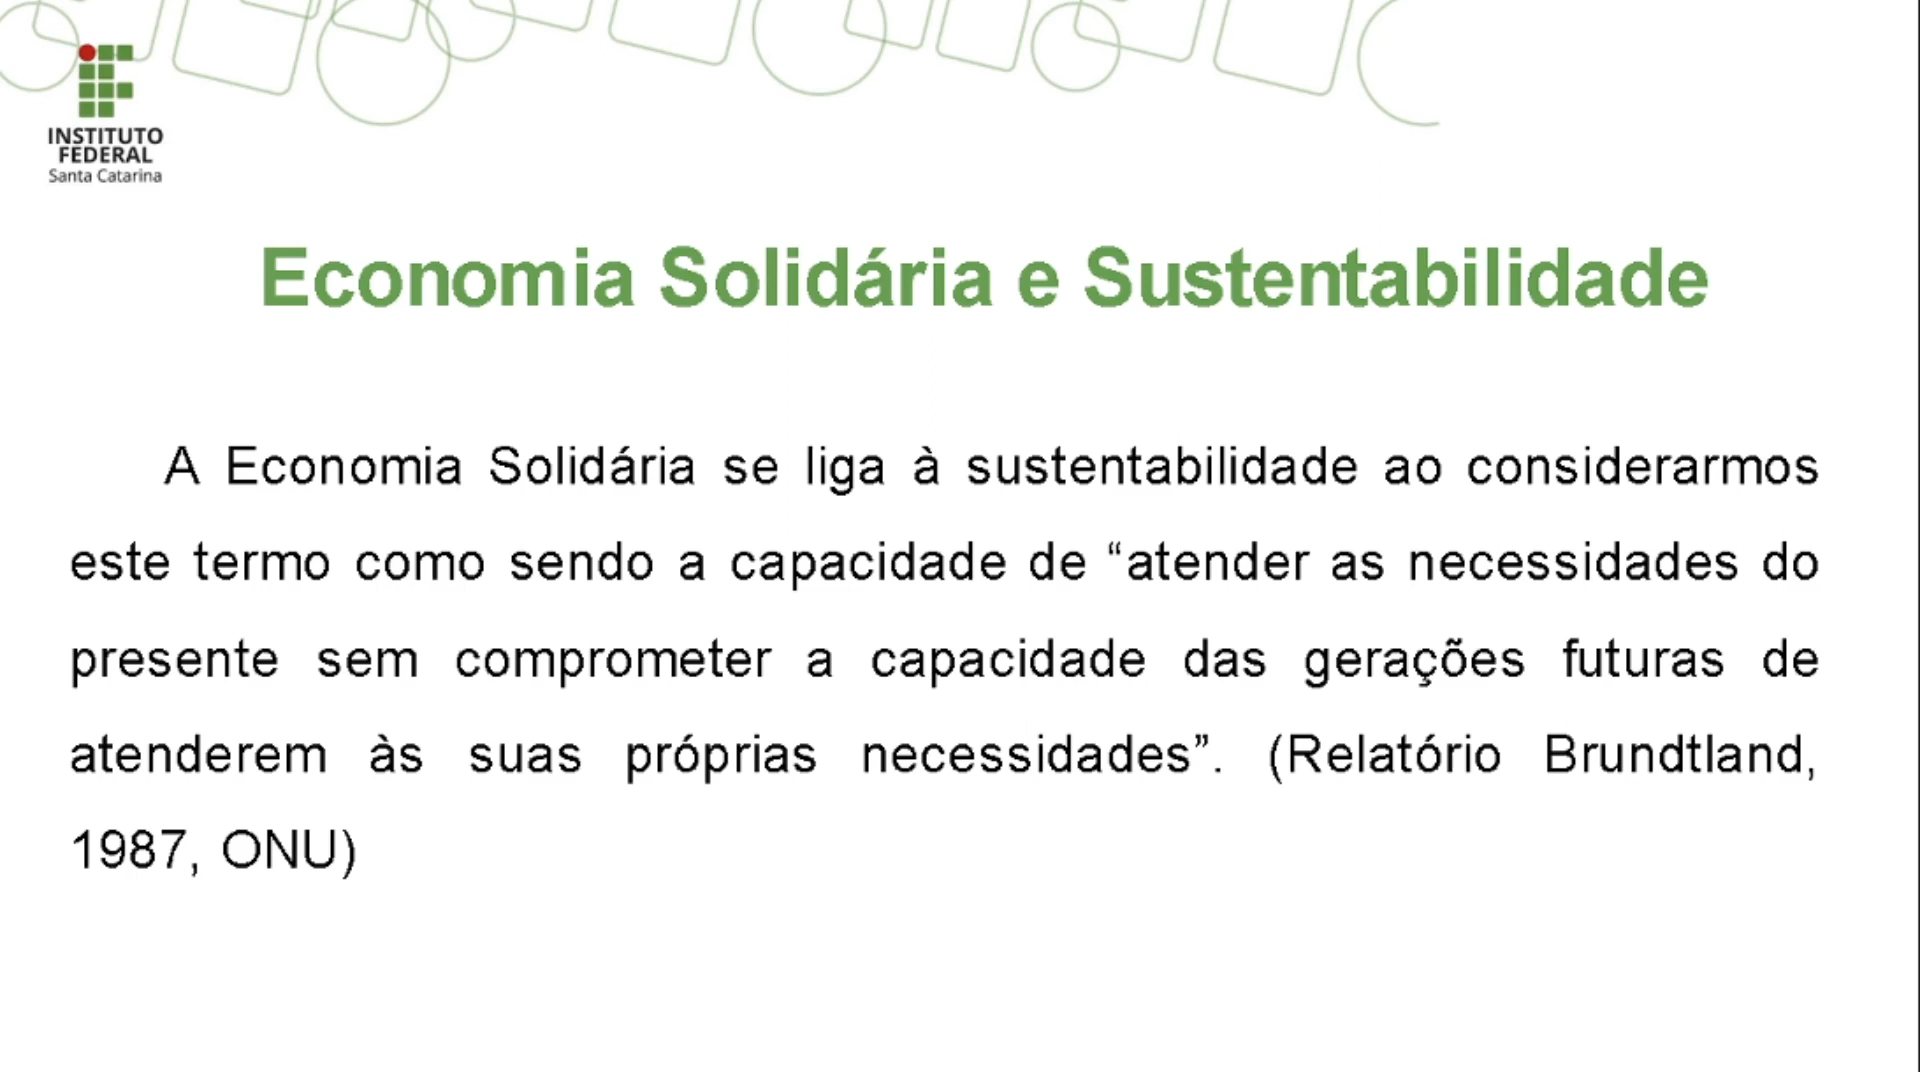 INSTITUTO
FEDERAL
Santa Catarina
Economia Solidária e Sustentabilidade
A Economia Solidária se liga à sustentabilidade ao considerarmos
este termo como sendo a capacidade de “atender as necessidades do
presente sem comprometer a capacidade das gerações futuras de
atenderem às suas próprias necessidades”. (Relatório Brundtland,
1987, ONU)